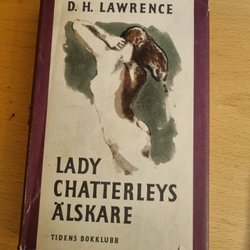 D. H. LAWRENCE
LADY
CHATTERLEYS
ÄLSKARE
TIDENS BOKKLUBB